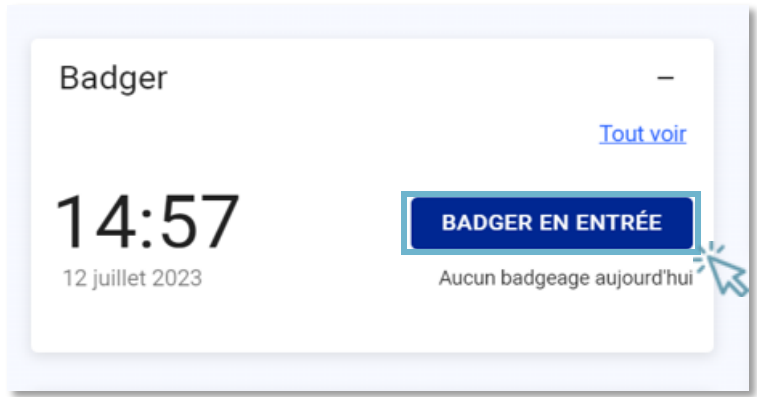 Badger
Tout voir
14:57
BADGER EN ENTRÉE
12 juillet 2023
Aucun badgeage aujourd'hui